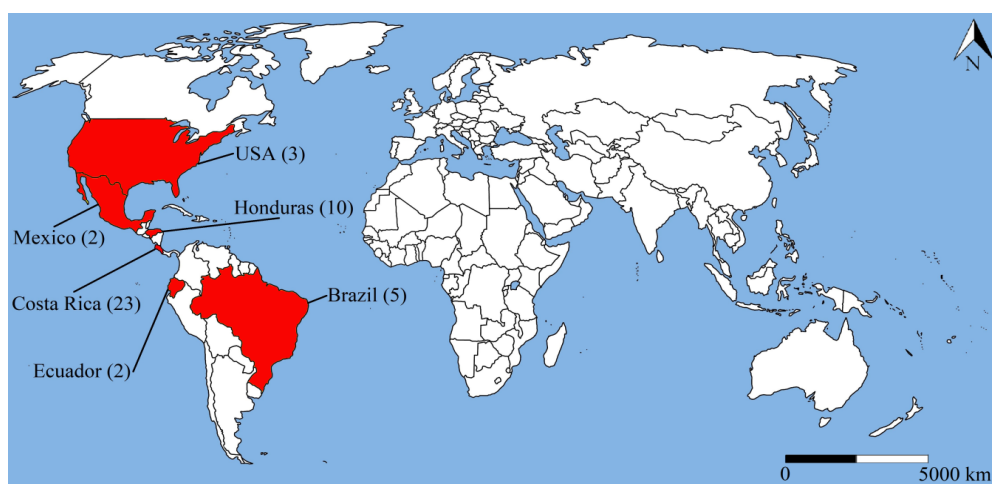 N
USA (3)
Honduras (10)
Mexico (2)
Costa Rica (23)
Brazil (5)
Ecuador (2)
0 5000 km